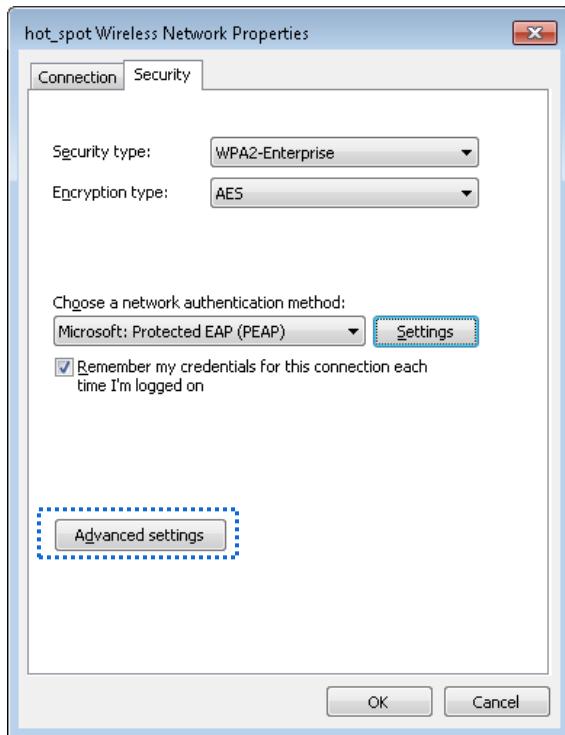 hot_spot Wireless Network Properties
Connection Security
Security type: WPA2-Enterprise
Encryption type: AES
Choose a network authentication method:
Microsoft: Protected EAP (PEAP) Settings
Remember my credentials for this connection each
time I'm logged on
Advanced settings
OK Cancel